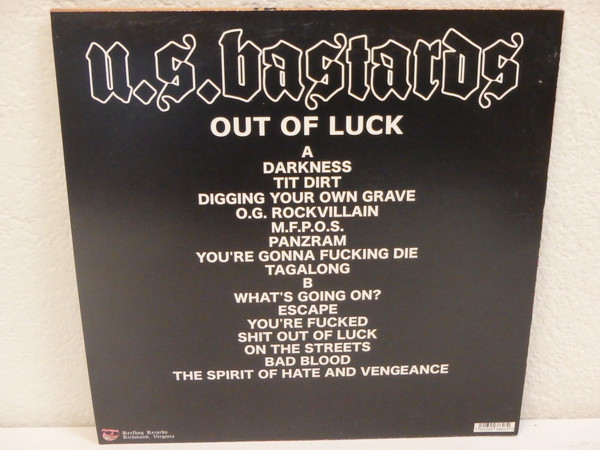 u.s.bastards
OUT OF LUCK
A
DARKNESS
TIT DIRT
DIGGING YOUR OWN GRAVE
O.G. ROCKVILLAIN
M.F.P.O.S.
PANZRAM
YOU'RE GONNA FUCKING DIE
TAGALONG
B
WHAT'S GOING ON?
ESCAPE
YOU'RE FUCKED
SHIT OUT OF LUCK
ON THE STREETS
BAD BLOOD
THE SPIRIT OF HATE AND VENGEANCE
Records
Richmond, Virginia